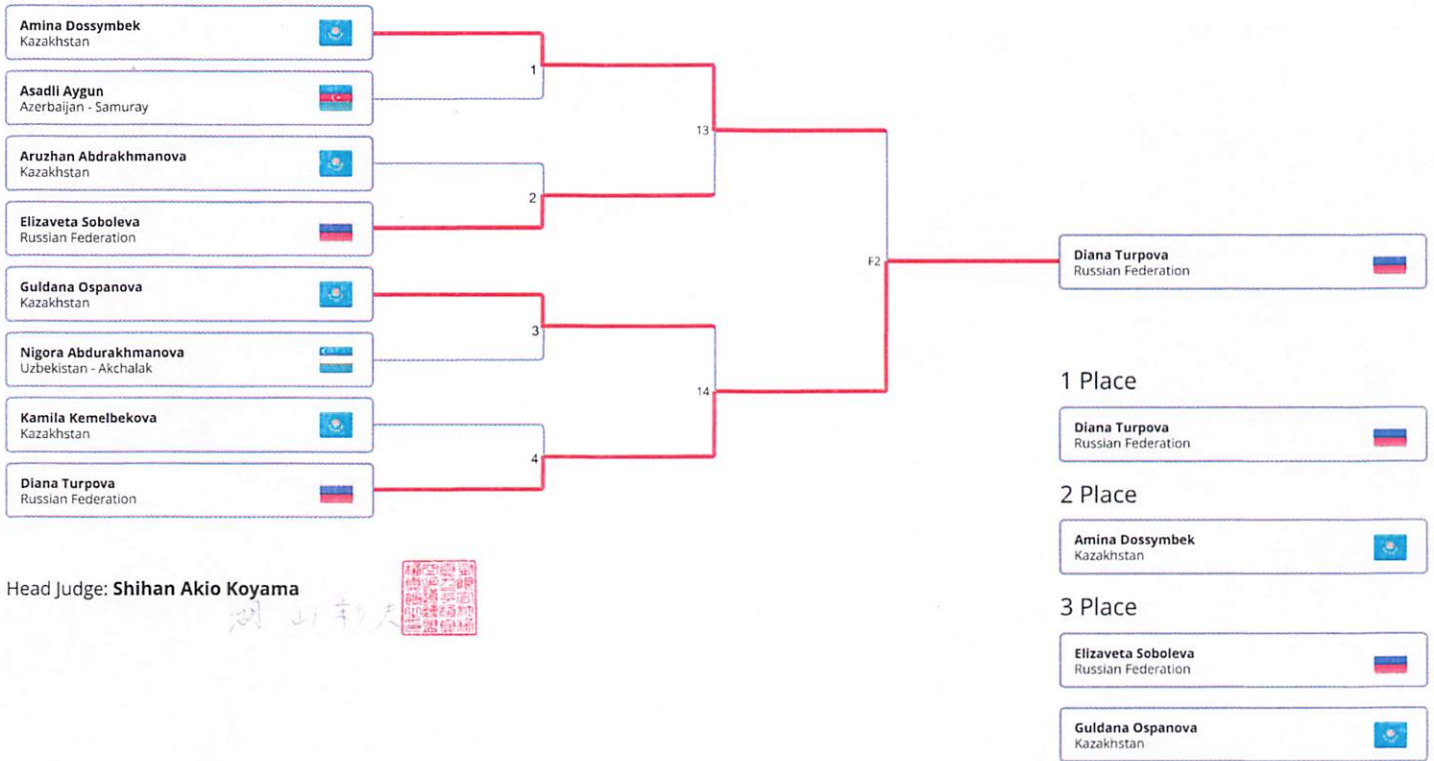 Amina Dossymbek
Kazakhstan
Asadli Aygun
Azerbaijan - Samuray
Aruzhan Abdrakhmanova
Kazakhstan
Elizaveta Soboleva
Russian Federation
Guldana Ospanova
Kazakhstan
Nigora Abdurakhmanova
Uzbekistan - Akchalak
Kamila Kemelbekova
Kazakhstan
Diana Turpova
Russian Federation
1
2
3
4
13
14
F2
Diana Turpova
Russian Federation
1 Place
Diana Turpova
Russian Federation
2 Place
Amina Dossymbek
Kazakhstan
3 Place
Elizaveta Soboleva
Russian Federation
Guldana Ospanova
Kazakhstan
Head Judge: Shihan Akio Koyama